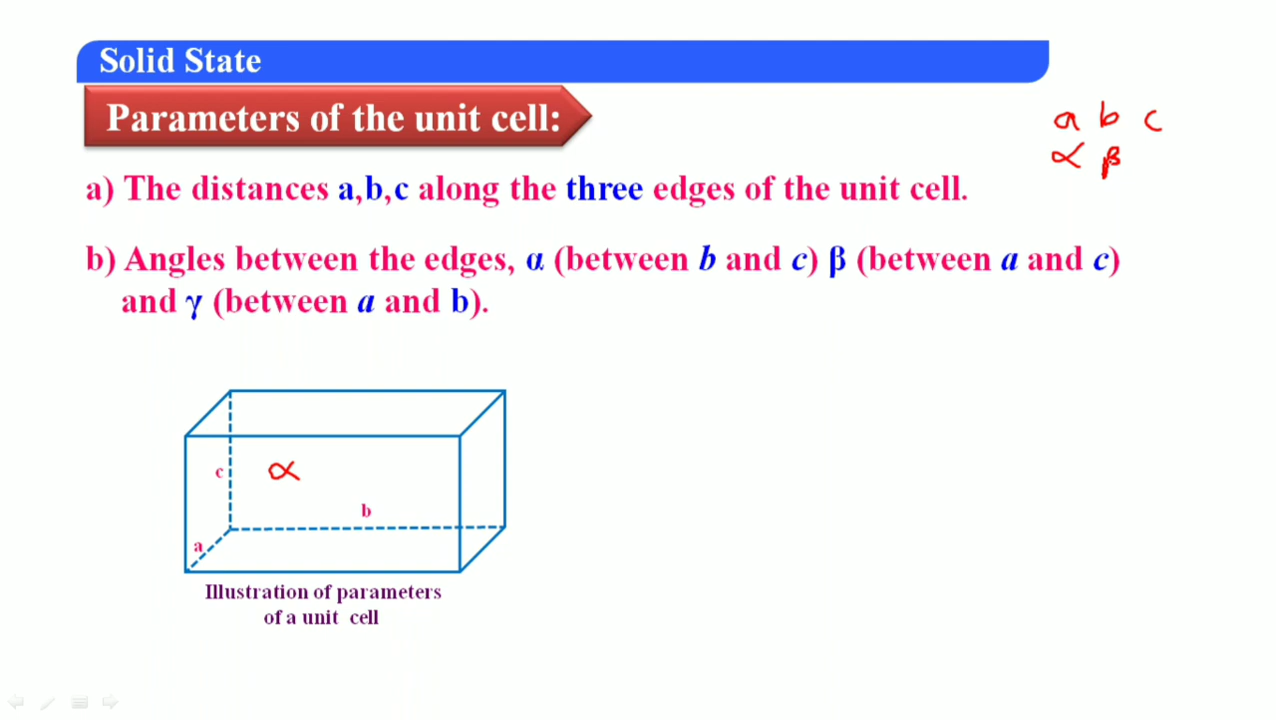 Solid State
Parameters of the unit cell:
a b c
α β
a) The distances a,b,c along the three edges of the unit cell.
b) Angles between the edges, α (between b and c) β (between a and c)
and γ (between a and b).
c
α
b
a
Illustration of parameters
of a unit cell